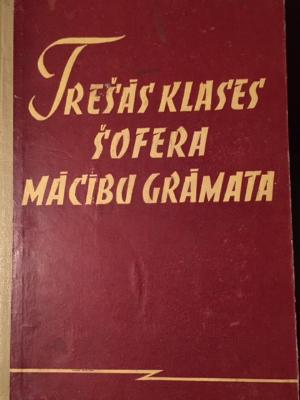 TREŠĀS KLASES
ŠOFERA
MĀCĪBU GRĀMATA